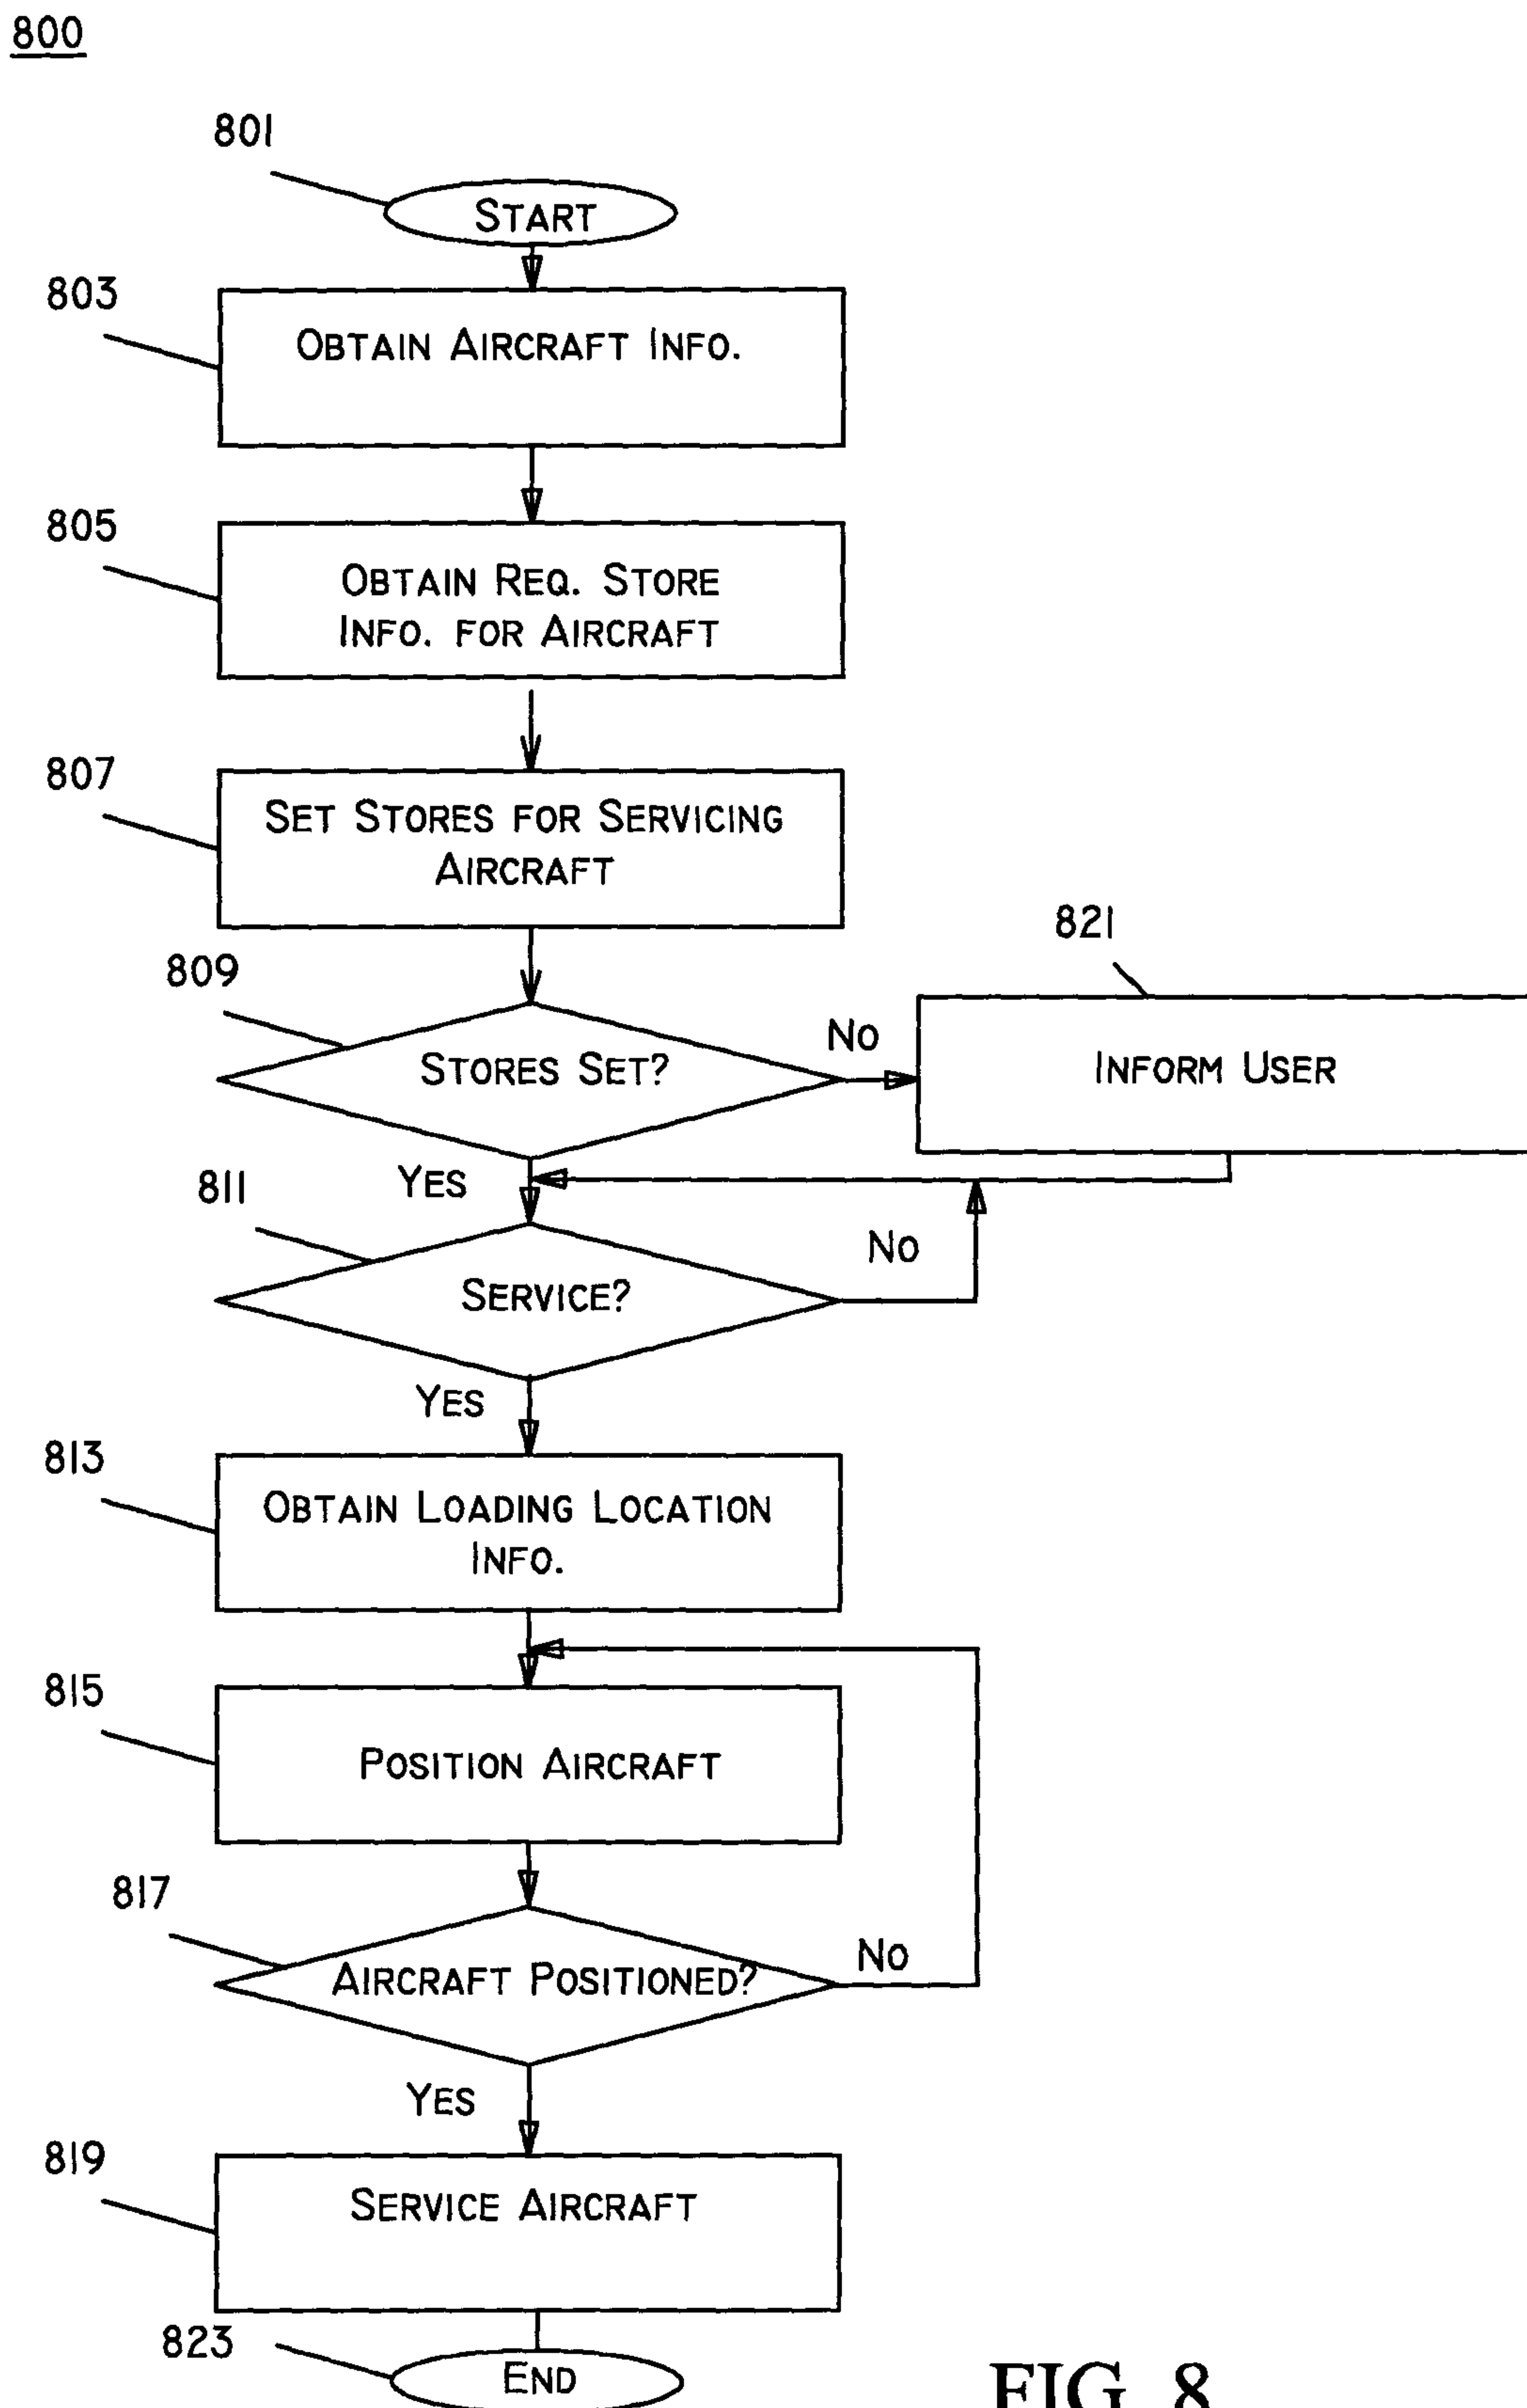 800
801
START
803
OBTAIN AIRCRAFT INFO.
805
OBTAIN REQ. STORE
INFO. FOR AIRCRAFT
807
SET STORES FOR SERVICING
AIRCRAFT
809
STORES SET?
NO
821
INFORM USER
YES
811
SERVICE?
NO
YES
813
OBTAIN LOADING LOCATION
INFO.
815
POSITION AIRCRAFT
817
AIRCRAFT POSITIONED?
NO
YES
819
SERVICE AIRCRAFT
823
END
FIG. 8